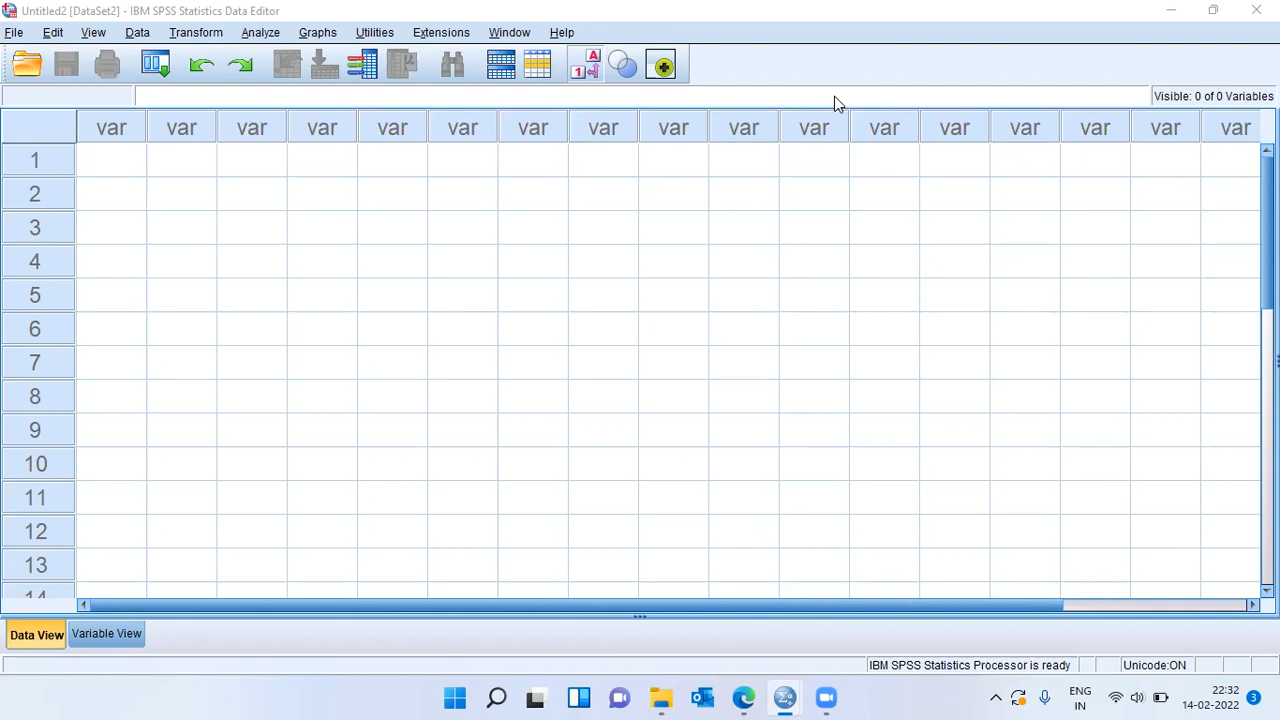 Untitled2 [DataSet2] - IBM SPSS Statistics Data Editor
File Edit View Data Transform Analyze Graphs Utilities Extensions Window Help
A
1
Visible: 0 of 0 Variables
var var var var var var var var var var var var var var var var var
1
2
3
4
5
6
7
8
9
10
11
12
13
14
Data View Variable View
IBM SPSS Statistics Processor is ready Unicode:ON
ENG 22:32
IN 14-02-2022 3